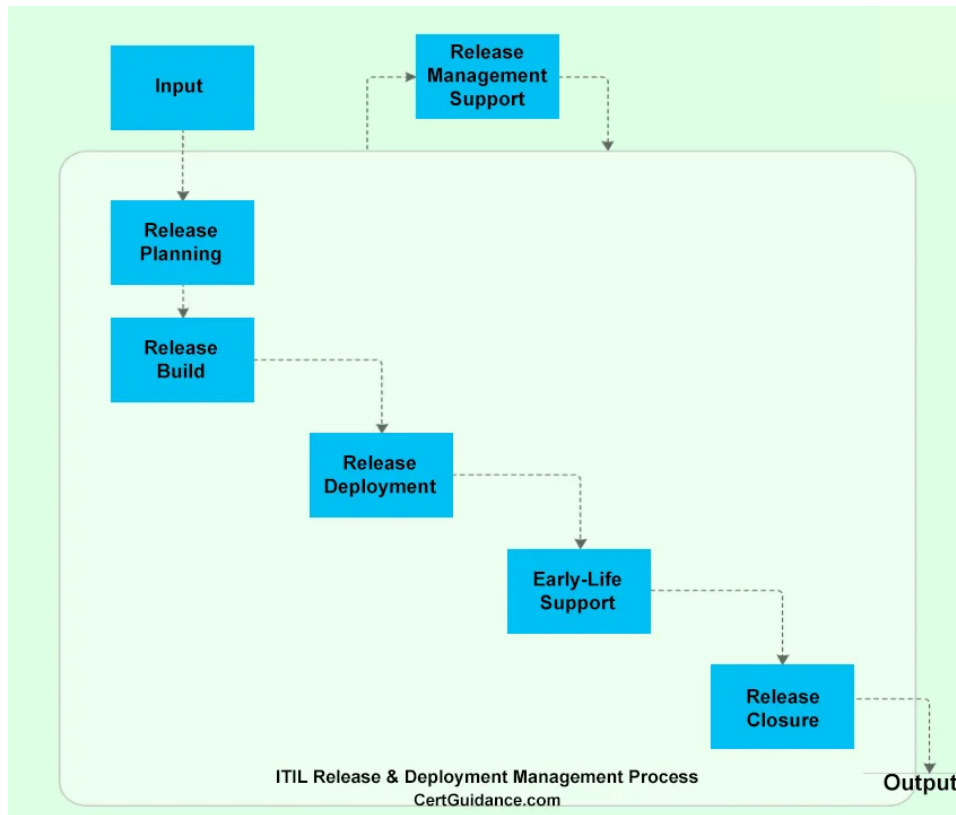 Input
Release
Management
Support
Release
Planning
Release
Build
Release
Deployment
Early-Life
Support
Release
Closure
Output
ITIL Release & Deployment Management Process
CertGuidance.com